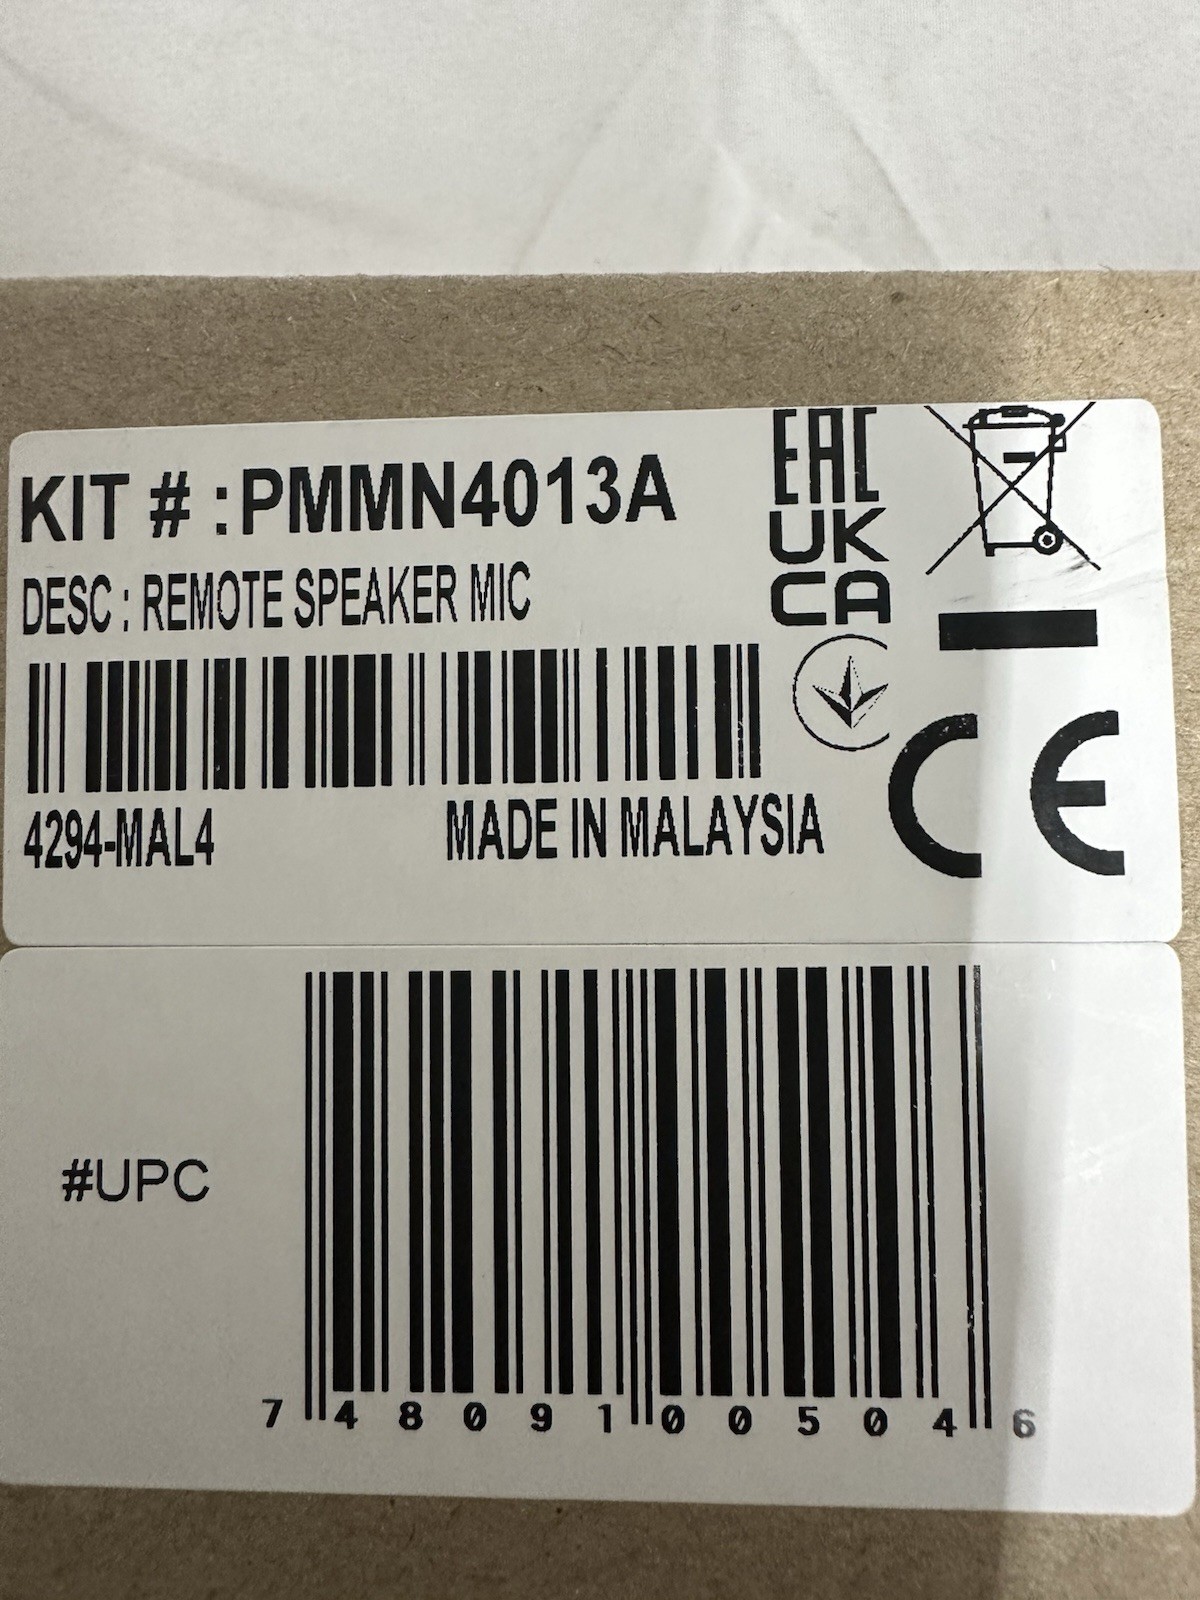 KIT # :PMMN4013A
DESC : REMOTE SPEAKER MIC
4294-MAL4
MADE IN MALAYSIA
EAC
UK
CA
CE
#UPC
7 48091 00504 6